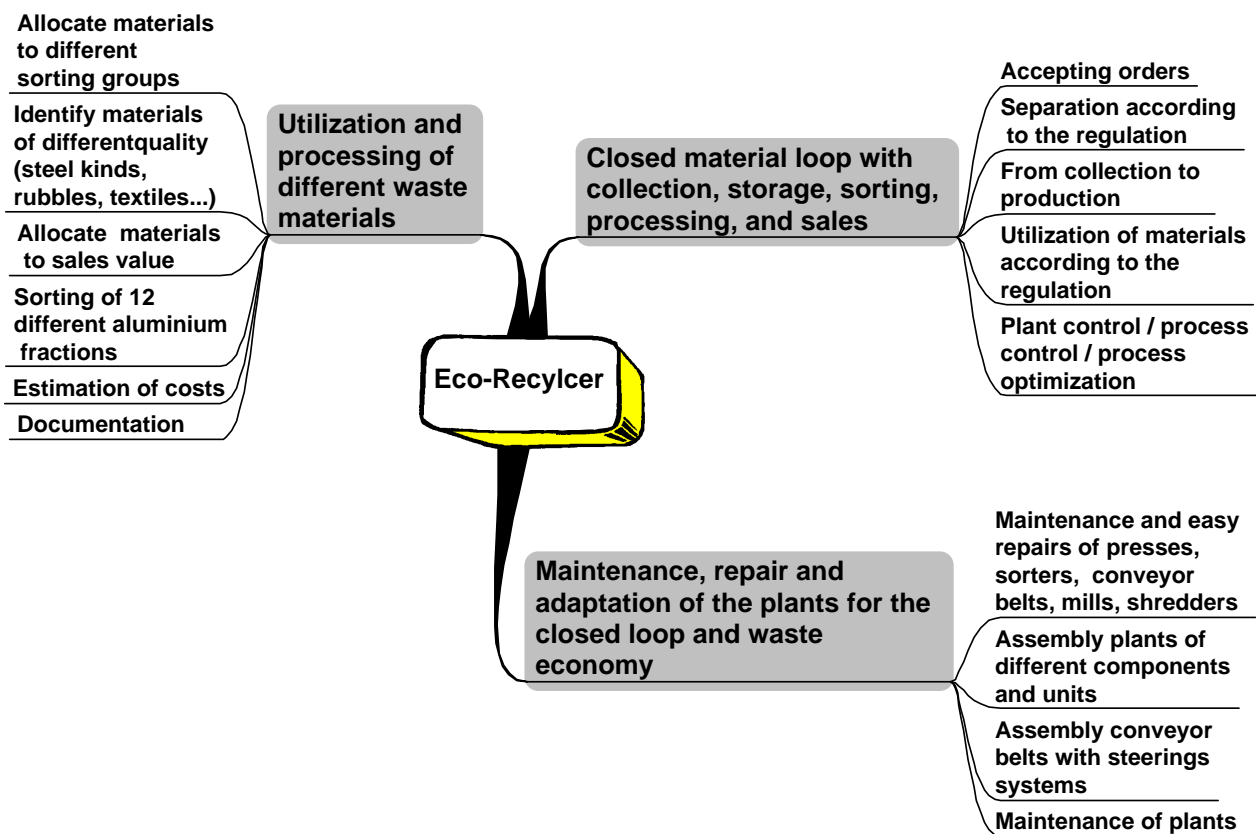 Allocate materials
to different
sorting groups
Identify materials
of differentquality
(steel kinds,
rubbles, textiles...)
Allocate materials
to sales value
Sorting of 12
different aluminium
fractions
Estimation of costs
Documentation
Utilization and
processing of
different waste
materials
Closed material loop with
collection, storage, sorting,
processing, and sales
Accepting orders
Separation according
to the regulation
From collection to
production
Utilization of materials
according to the
regulation
Plant control / process
control / process
optimization
Eco-Recylcer
Maintenance, repair and
adaptation of the plants for the
closed loop and waste
economy
Maintenance and easy
repairs of presses,
sorters, conveyor
belts, mills, shredders
Assembly plants of
different components
and units
Assembly conveyor
belts with steerings
systems
Maintenance of plants